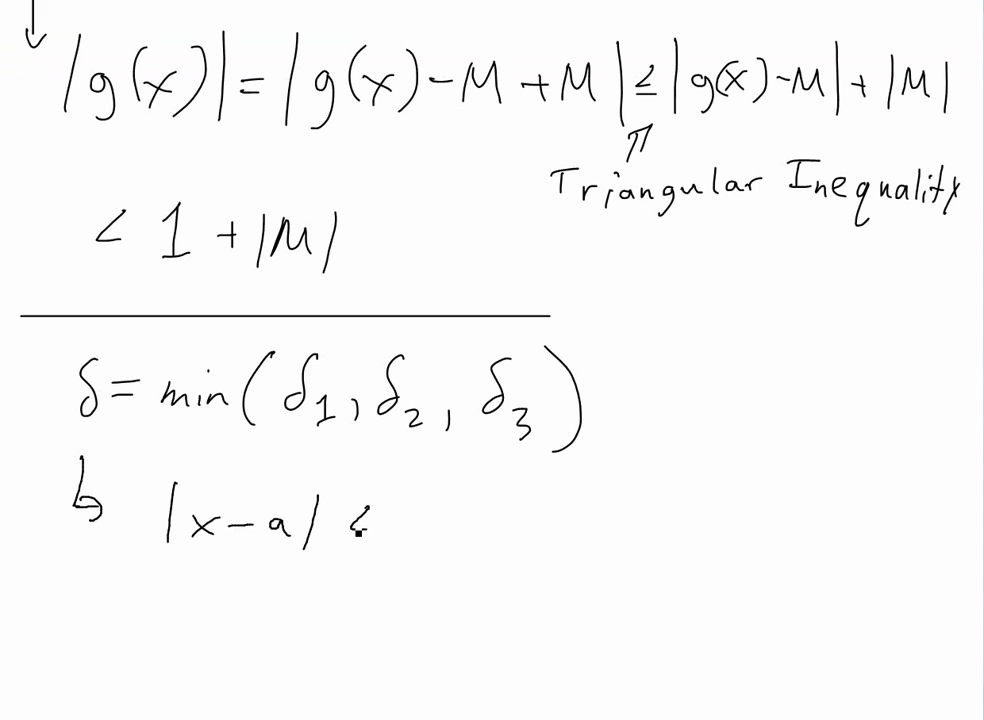 |g(x)| = |g(x) - M + M| ≤ |g(x) - M| + |M|
Triangular Inequality
< 1 + |M|
δ = min(δ₁, δ₂, δ₃)
↳ |x - a| <